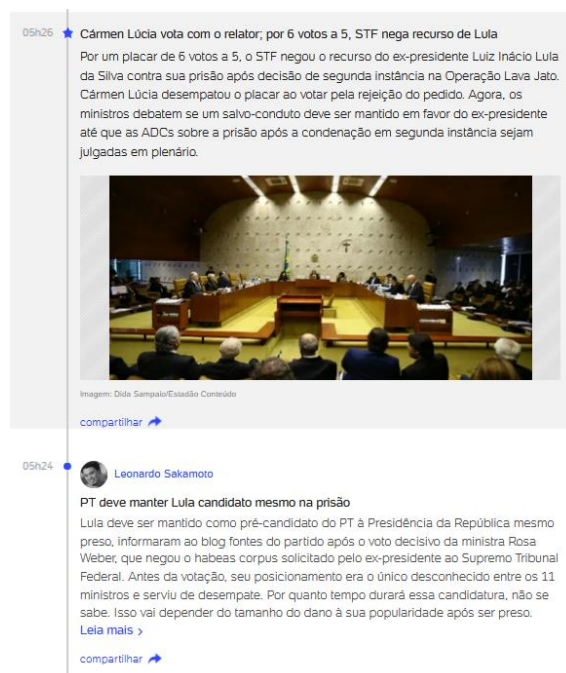 05h26
Cármen Lúcia vota com o relator; por 6 votos a 5, STF nega recurso de Lula
Por um placar de 6 votos a 5, o STF negou o recurso do ex-presidente Luiz Inácio Lula
da Silva contra sua prisão após decisão de segunda instância na Operação Lava Jato.
Cármen Lúcia desempatou o placar ao votar pela rejeição do pedido. Agora, os
ministros debatem se um salvo-conduto deve ser mantido em favor do ex-presidente
até que as ADCs sobre a prisão após a condenação em segunda instância sejam
julgadas em plenário.
Imagem: Dida Sampaio/Estadão Conteúdo
compartilhar
05h24
Leonardo Sakamoto
PT deve manter Lula candidato mesmo na prisão
Lula deve ser mantido como pré-candidato do PT à Presidência da República mesmo
preso, informaram ao blog fontes do partido após o voto decisivo da ministra Rosa
Weber, que negou o habeas corpus solicitado pelo ex-presidente ao Supremo Tribunal
Federal. Antes da votação, seu posicionamento era o único desconhecido entre os 11
ministros e serviu de desempate. Por quanto tempo durará essa candidatura, não se
sabe. Isso vai depender do tamanho do dano à sua popularidade após ser preso.
Leia mais >
compartilhar